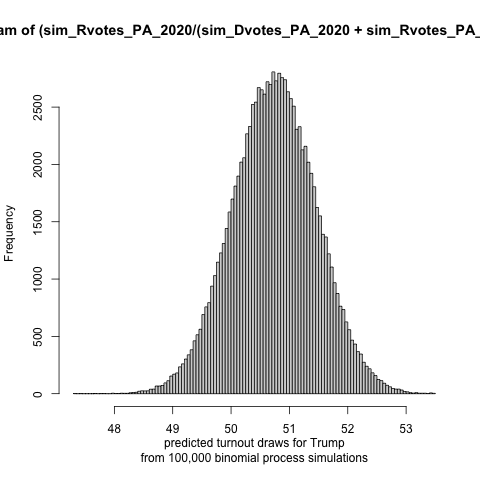 am of (sim_Rvotes_PA_2020/(sim_Dvotes_PA_2020 + sim_Rvotes_PA_
Frequency
2500
2000
1500
1000
500
0
48 49 50 51 52 53
predicted turnout draws for Trump
from 100,000 binomial process simulations